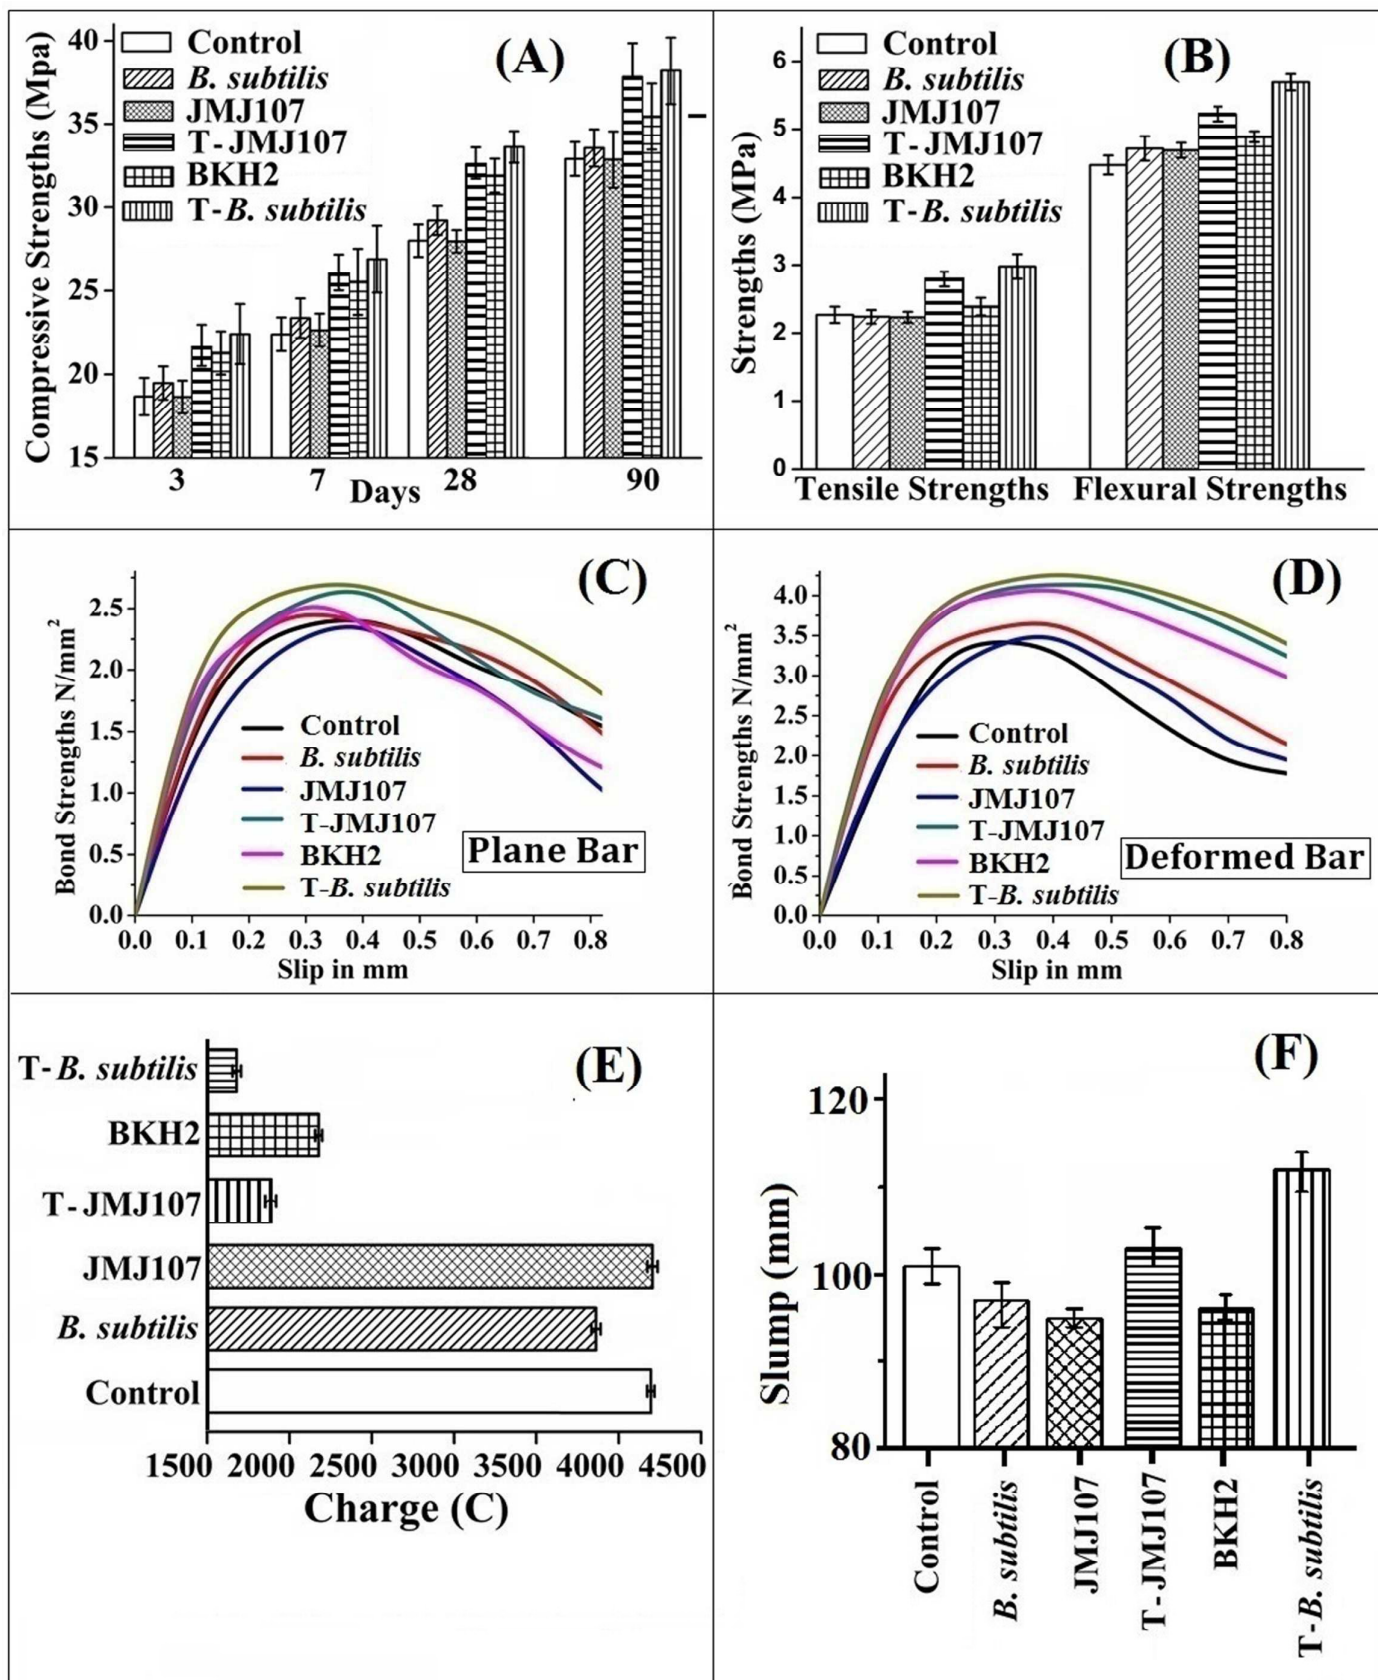 (A)
Compressive Strengths (Mpa)
40
35
30
25
20
15
Control
B. subtilis
JMJ107
T-JMJ107
BKH2
T-B. subtilis
3 7 28 90
Days
(B)
Strengths (MPa)
6
5
4
3
2
1
0
Control
B. subtilis
JMJ107
T-JMJ107
BKH2
T-B. subtilis
Tensile Strengths Flexural Strengths
(C)
Bond Strengths N/mm2
2.5
2.0
1.5
1.0
0.5
0.0
Control
B. subtilis
JMJ107
T-JMJ107
BKH2
T-B. subtilis
Plane Bar
0.0 0.1 0.2 0.3 0.4 0.5 0.6 0.7 0.8
Slip in mm
(D)
Bond Strengths N/mm2
4.0
3.5
3.0
2.5
2.0
1.5
1.0
0.5
0.0
Control
B. subtilis
JMJ107
T-JMJ107
BKH2
T-B. subtilis
Deformed Bar
0.0 0.1 0.2 0.3 0.4 0.5 0.6 0.7 0.8
Slip in mm
(E)
T-B. subtilis
BKH2
T-JMJ107
JMJ107
B. subtilis
Control
1500 2000 2500 3000 3500 4000 4500
Charge (C)
(F)
Slump (mm)
120
100
80
Control
B. subtilis
JMJ107
T-JMJ107
BKH2
T-B. subtilis